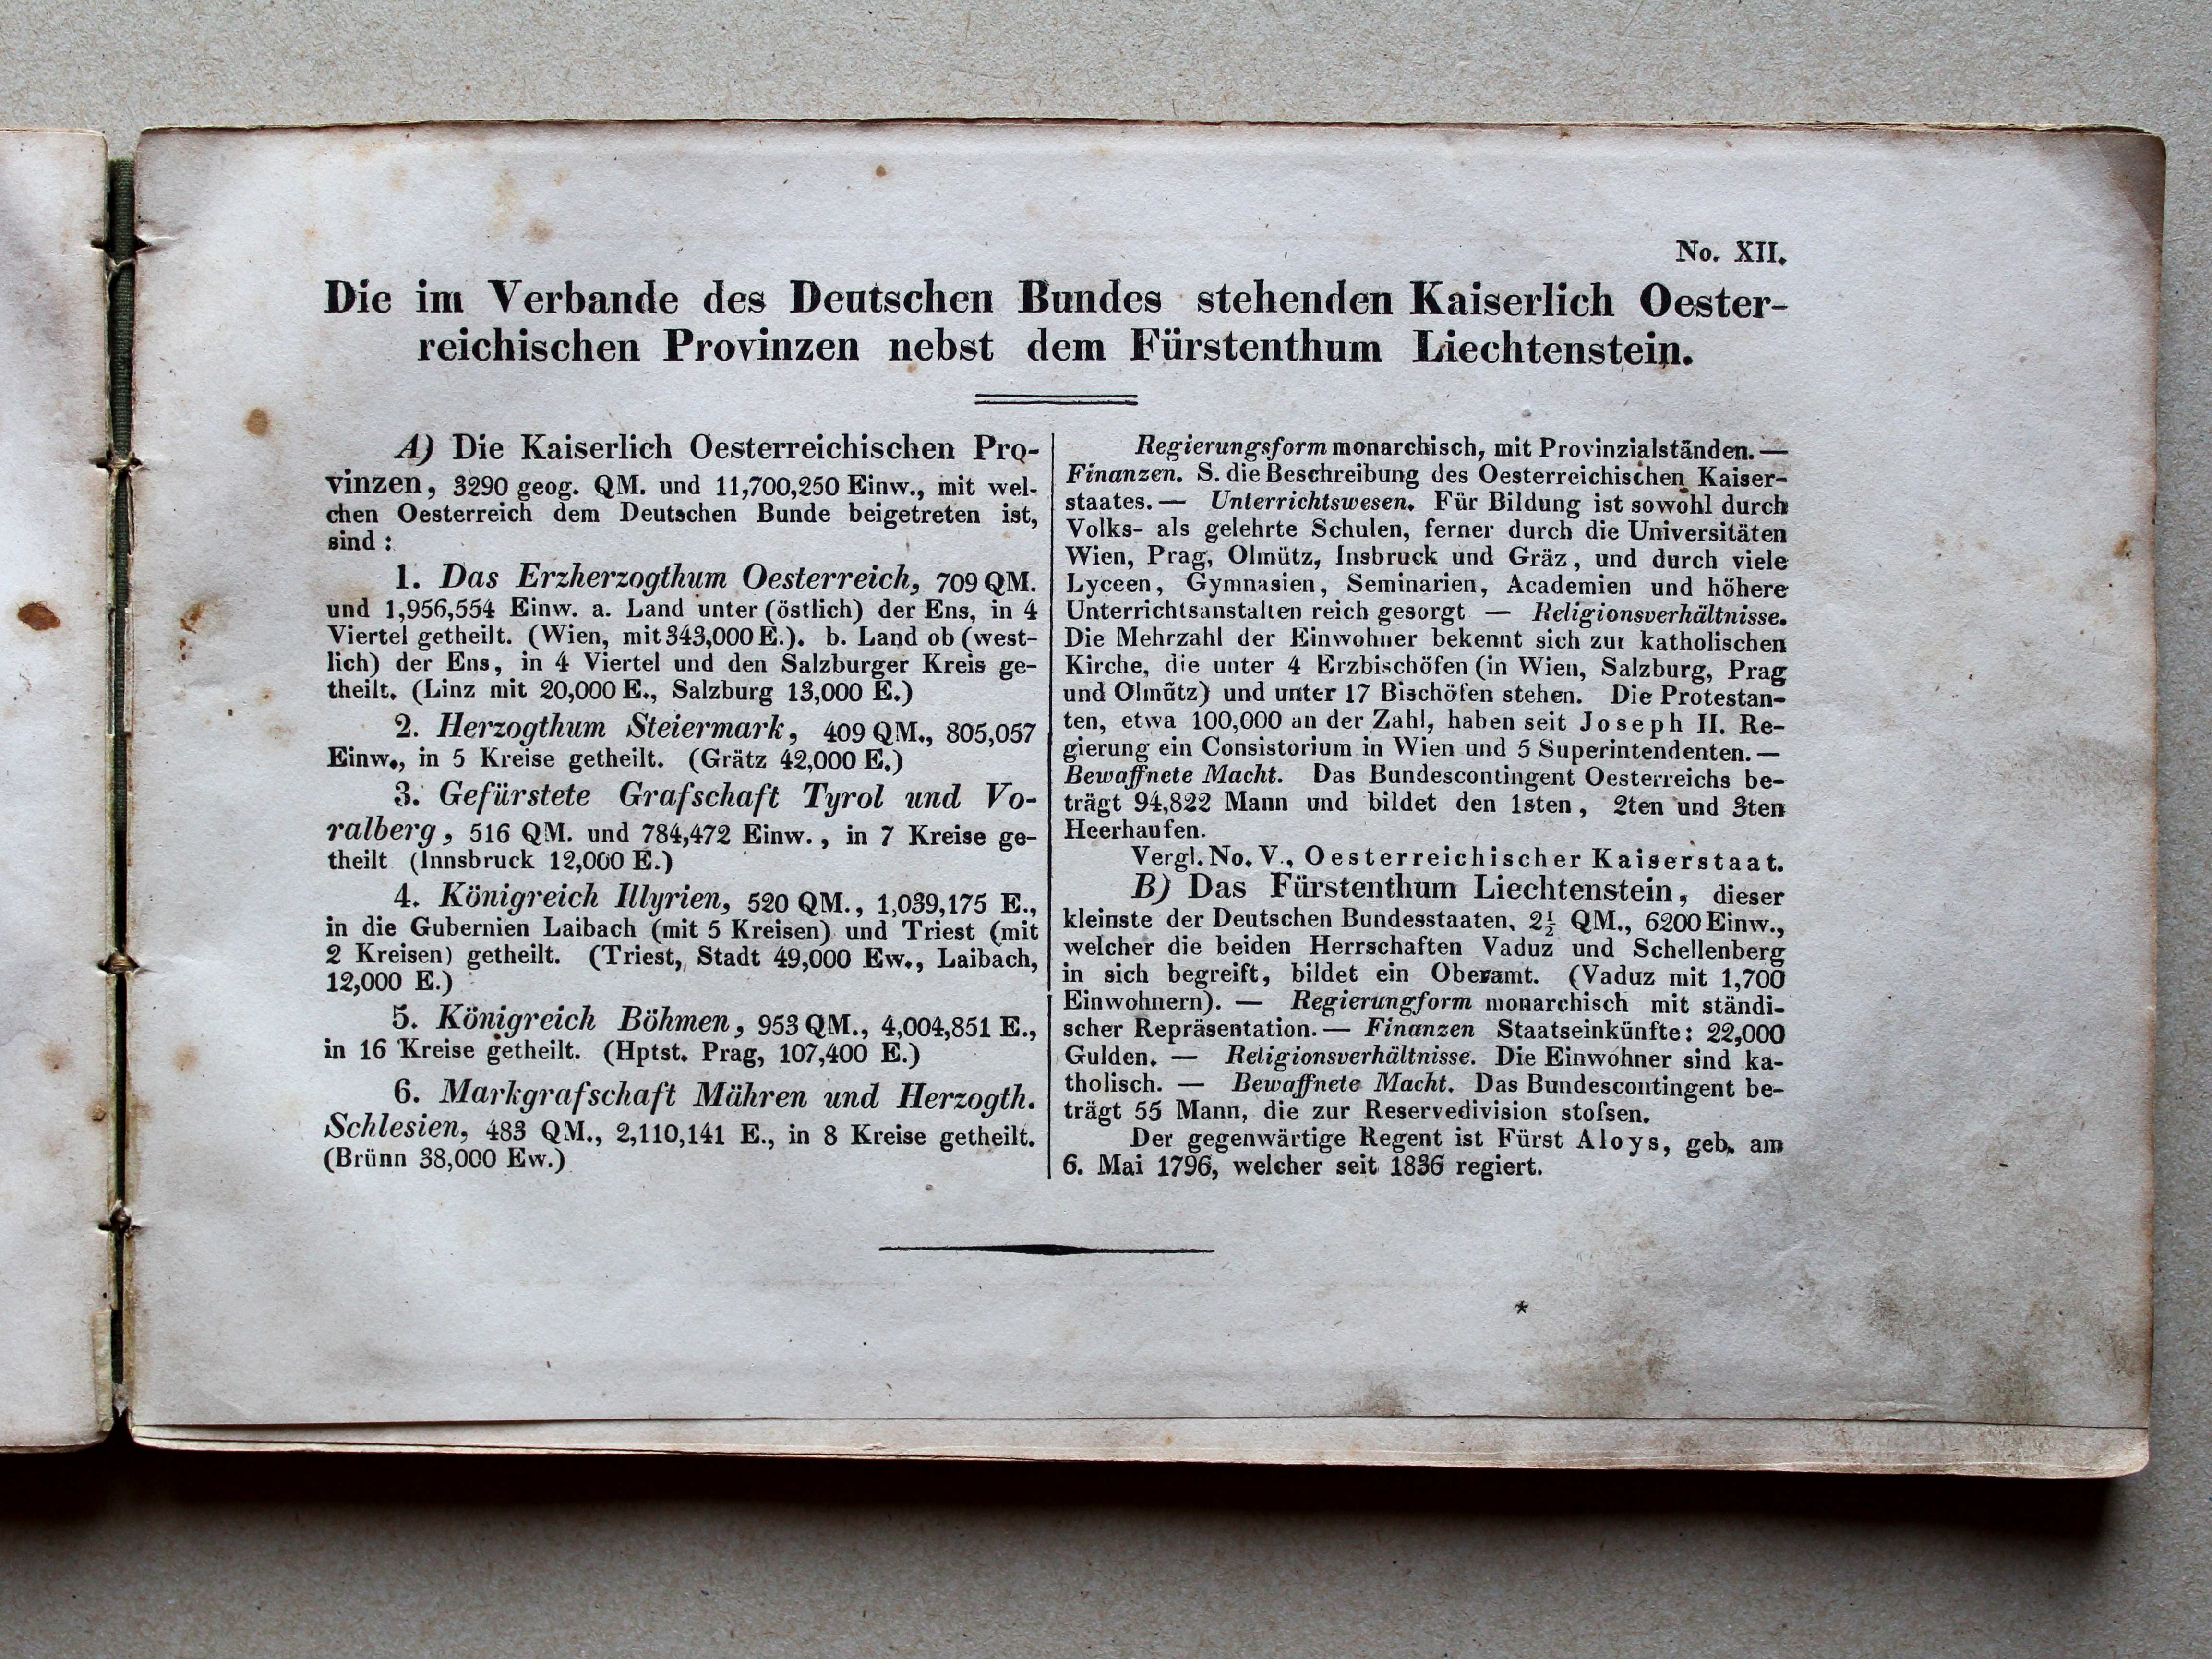 No. XII.
Die im Verbande des Deutschen Bundes stehenden Kaiserlich Oester-
reichischen Provinzen nebst dem Fürstenthum Liechtenstein.
A) Die Kaiserlich Oesterreichischen Pro-
vinzen, 3290 geog. QM. und 11,700,250 Einw., mit wel-
chen Oesterreich dem Deutschen Bunde beigetreten ist,
sind:
1. Das Erzherzogthum Oesterreich, 709 QM.
und 1,956,554 Einw. a. Land unter (östlich) der Ens, in 4
Viertel getheilt. (Wien, mit 343,000 E.). b. Land ob (west-
lich) der Ens, in 4 Viertel und den Salzburger Kreis ge-
theilt. (Linz mit 20,000 E., Salzburg 13,000 E.)
2. Herzogthum Steiermark, 409 QM., 805,057
Einw., in 5 Kreise getheilt. (Grätz 42,000 E.)
3. Gefürstete Grafschaft Tyrol und Vo-
ralberg, 516 QM. und 784,472 Einw., in 7 Kreise ge-
theilt (Innsbruck 12,000 E.)
4. Königreich Illyrien, 520 QM., 1,039,175 E.,
in die Gubernien Laibach (mit 5 Kreisen) und Triest (mit
2 Kreisen) getheilt. (Triest, Stadt 49,000 Ew., Laibach,
12,000 E.)
5. Königreich Böhmen, 953 QM., 4,004,851 E.,
in 16 Kreise getheilt. (Hptst. Prag, 107,400 E.)
6. Markgrafschaft Mähren und Herzogth.
Schlesien, 483 QM., 2,110,141 E., in 8 Kreise getheilt.
(Brünn 38,000 Ew.)
Regierungsform monarchisch, mit Provinzialständen. —
Finanzen. S. die Beschreibung des Oesterreichischen Kaiser-
staates. — Unterrichtswesen. Für Bildung ist sowohl durch
Volks- als gelehrte Schulen, ferner durch die Universitäten
Wien, Prag, Olmütz, Insbruck und Gräz, und durch viele
Lyceen, Gymnasien, Seminarien, Academien und höhere
Unterrichtsanstalten reich gesorgt — Religionsverhältnisse.
Die Mehrzahl der Einwohner bekennt sich zur katholischen
Kirche, die unter 4 Erzbischöfen (in Wien, Salzburg, Prag
und Olmütz) und unter 17 Bischöfen stehen. Die Protestan-
ten, etwa 100,000 an der Zahl, haben seit Joseph II. Re-
gierung ein Consistorium in Wien und 5 Superintendenten. —
Bewaffnete Macht. Das Bundescontingent Oesterreichs be-
trägt 94,822 Mann und bildet den 1sten, 2ten und 3ten
Heerhaufen.
Vergl. No. V., Oesterreichischer Kaiserstaat.
B) Das Fürstenthum Liechtenstein, dieser
kleinste der Deutschen Bundesstaaten, 2½ QM., 6200 Einw.,
welcher die beiden Herrschaften Vaduz und Schellenberg
in sich begreift, bildet ein Oberamt. (Vaduz mit 1,700
Einwohnern). — Regierungform monarchisch mit ständi-
scher Repräsentation. — Finanzen Staatseinkünfte: 22,000
Gulden. — Religionsverhältnisse. Die Einwohner sind ka-
tholisch. — Bewaffnete Macht. Das Bundescontingent be-
trägt 55 Mann, die zur Reservedivision stoſsen.
Der gegenwärtige Regent ist Fürst Aloys, geb. am
6. Mai 1796, welcher seit 1836 regiert.
*